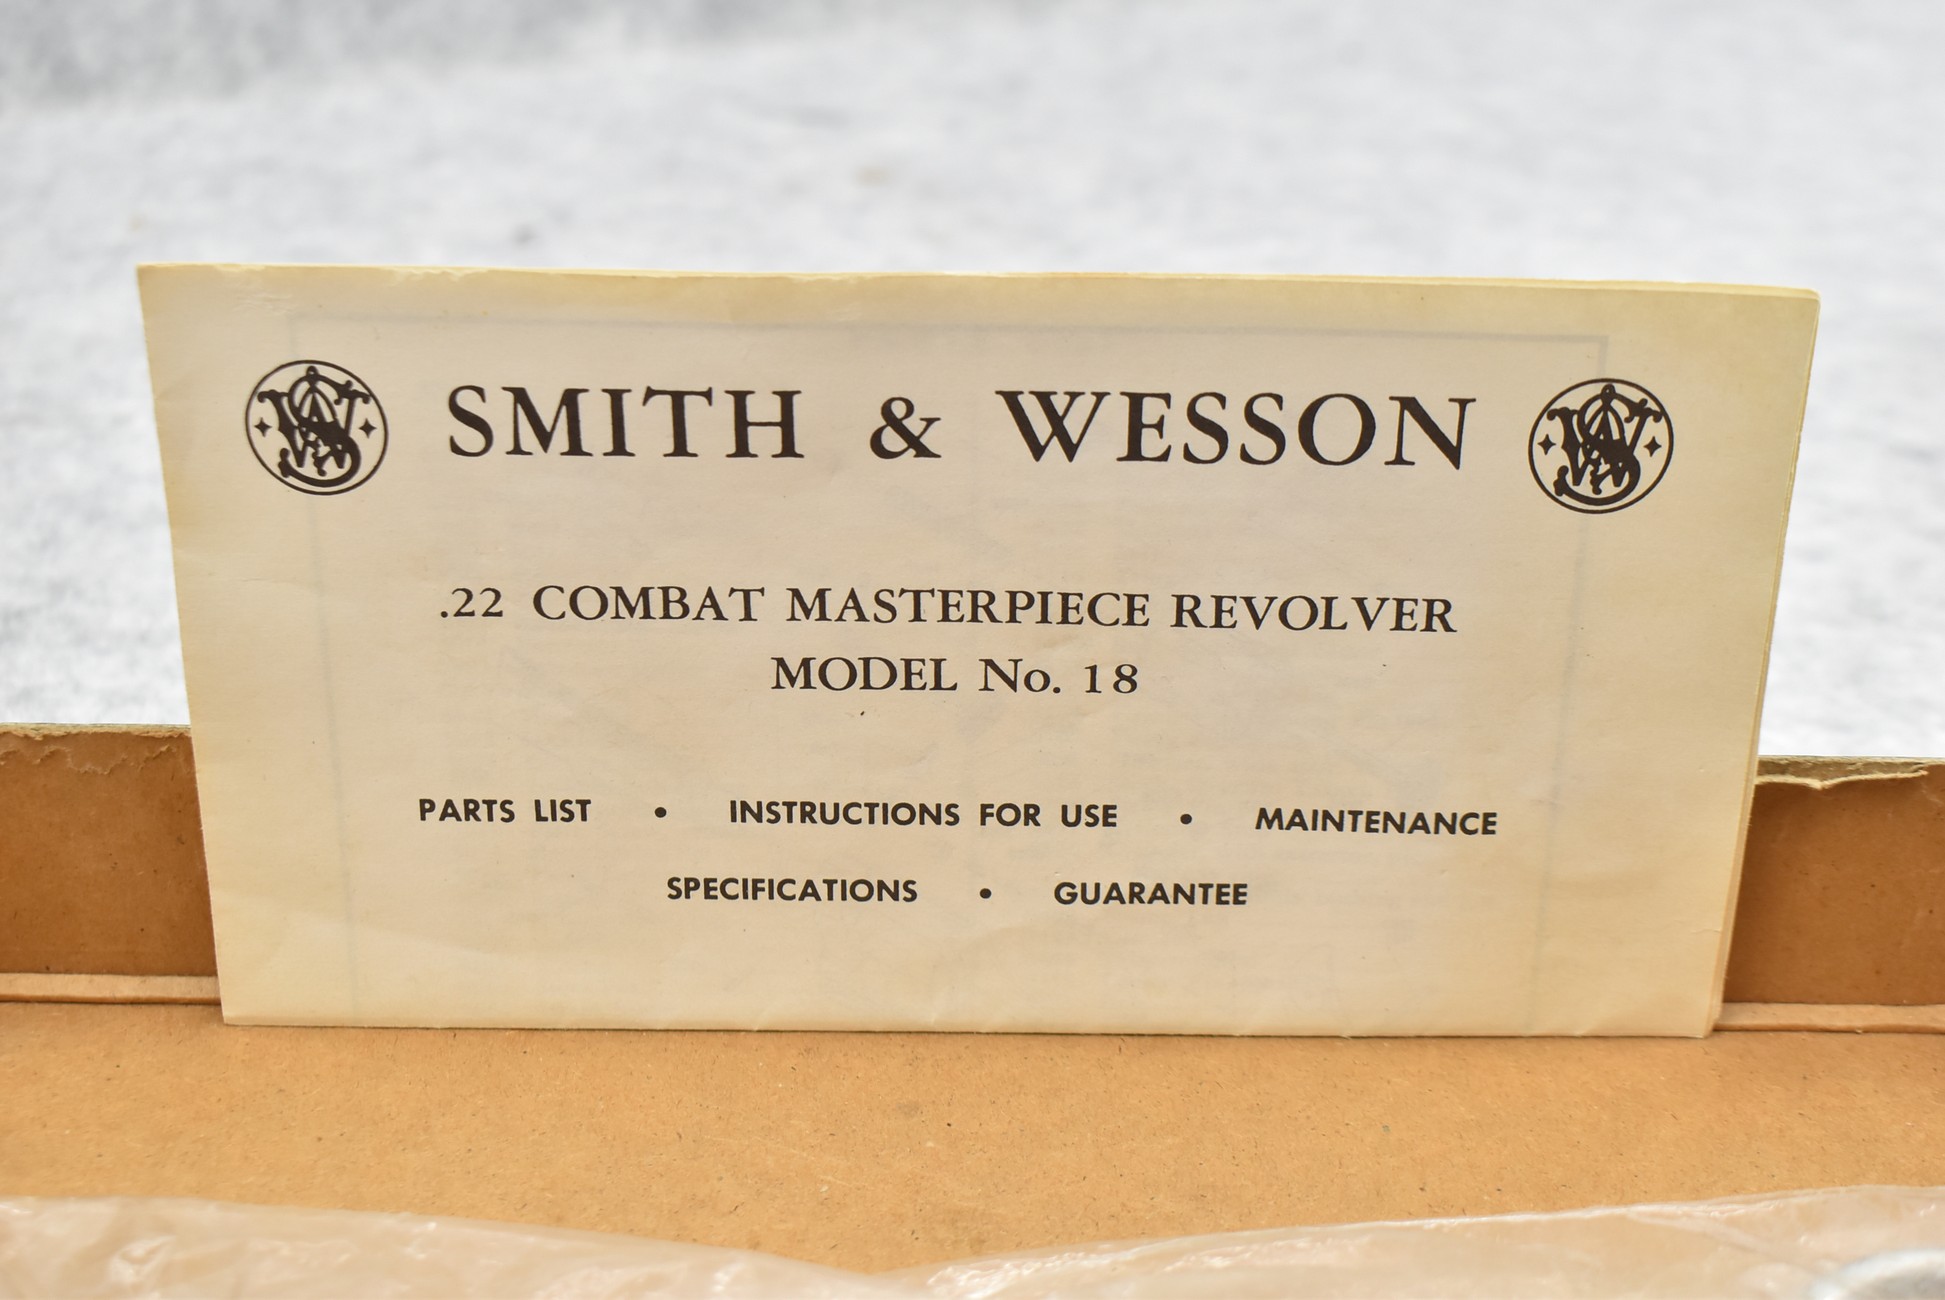 SMITH & WESSON
.22 COMBAT MASTERPIECE REVOLVER
MODEL No. 18
PARTS LIST • INSTRUCTIONS FOR USE • MAINTENANCE
SPECIFICATIONS • GUARANTEE